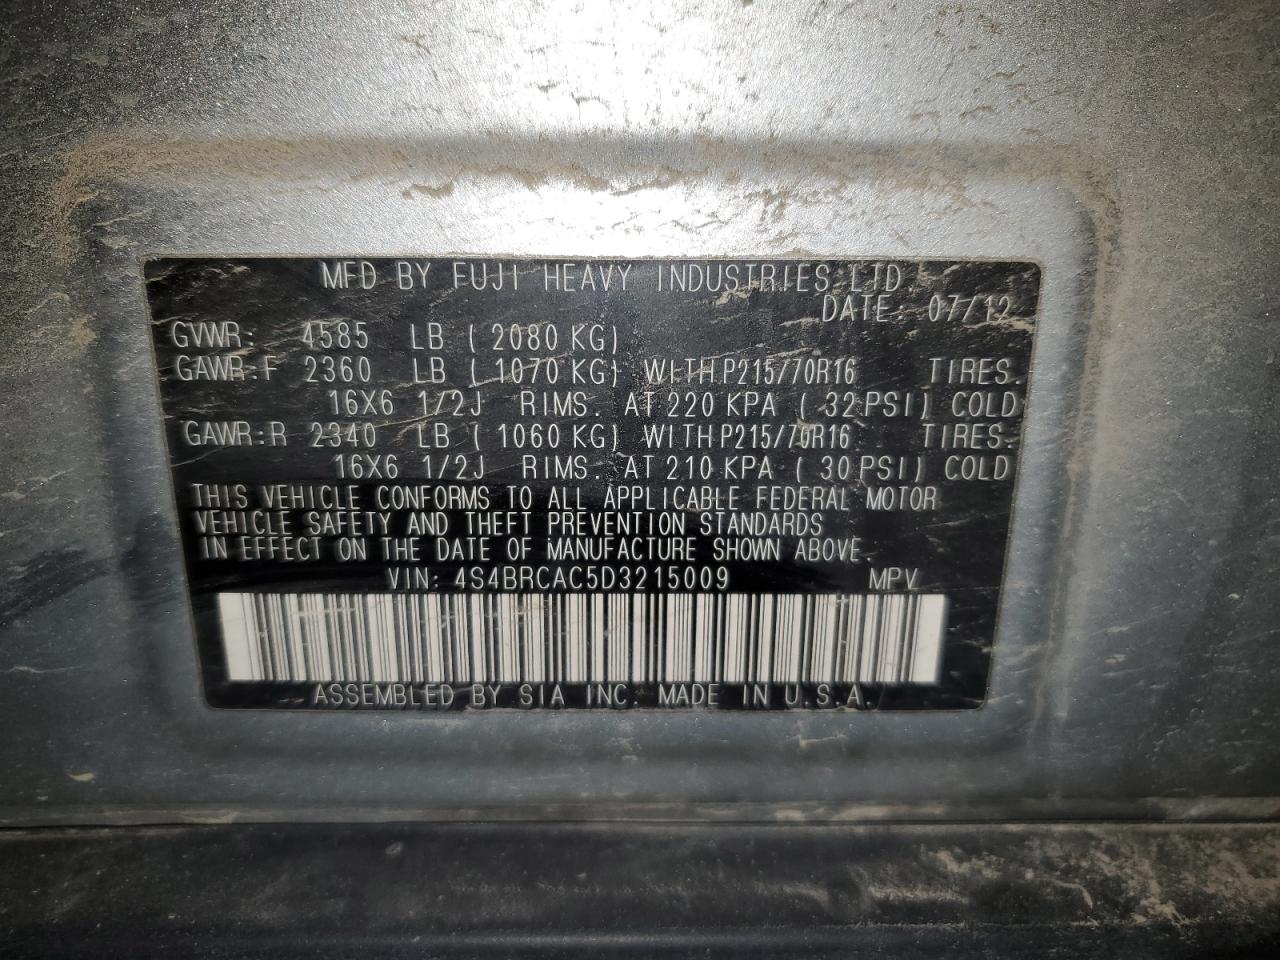 MFD BY FUJI HEAVY INDUSTRIES LTD.
DATE: 07/12
GVWR: 4585 LB (2080 KG)
GAWR:F 2360 LB (1070 KG) WITH P215/70R16 TIRES.
16X6 1/2J RIMS. AT 220 KPA (32 PSI) COLD
GAWR:R 2340 LB (1060 KG) WITH P215/70R16 TIRES.
16X6 1/2J RIMS. AT 210 KPA (30 PSI) COLD
THIS VEHICLE CONFORMS TO ALL APPLICABLE FEDERAL MOTOR
VEHICLE SAFETY AND THEFT PREVENTION STANDARDS
IN EFFECT ON THE DATE OF MANUFACTURE SHOWN ABOVE.
VIN: 4S4BRCAC5D3215009 MPV
ASSEMBLED BY SIA INC. MADE IN U.S.A.